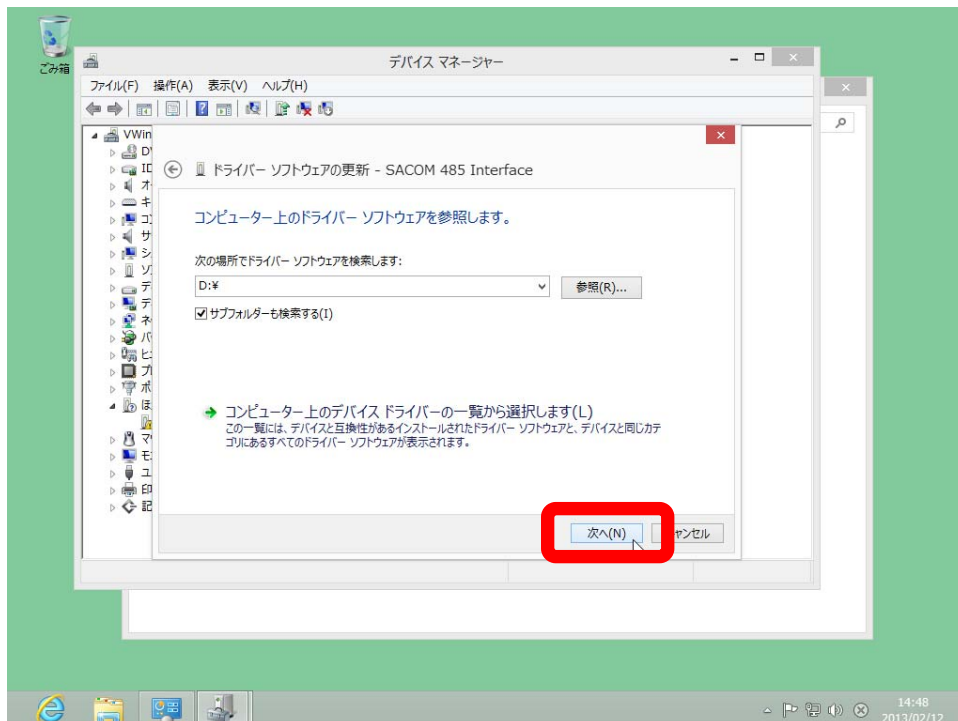 ごみ箱
デバイス マネージャー
ファイル(F) 操作(A) 表示(V) ヘルプ(H)
VWin
ドライバー ソフトウェアの更新 - SACOM 485 Interface
コンピューター上のドライバー ソフトウェアを参照します。
次の場所でドライバー ソフトウェアを検索します:
D:¥
参照(R)...
サブフォルダーも検索する(I)
コンピューター上のデバイス ドライバーの一覧から選択します(L)
この一覧には、デバイスと互換性があるインストールされたドライバー ソフトウェアと、デバイスと同じカテ
ゴリにあるすべてのドライバー ソフトウェアが表示されます。
次へ(N)
ャンセル
14:48
2013/02/12